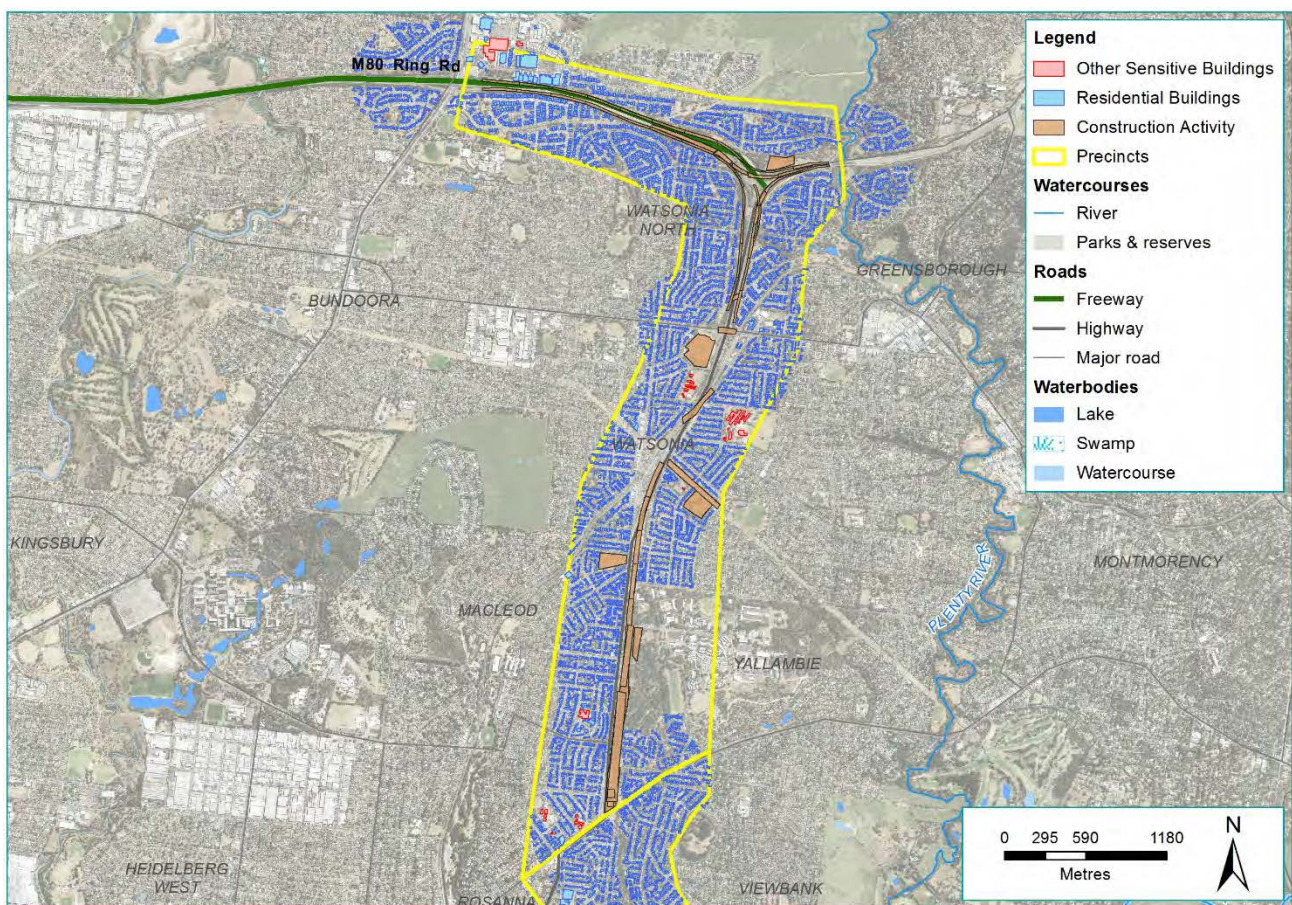 M80 Ring Rd
WATSONIA
NORTH
GREENSBOROUGH
BUNDOORA
WATSONIA
KINGSBURY
MONTMORENCY
MACLEOD
PLENTY RIVER
YALLAMBIE
HEIDELBERG
WEST
ROSANNA
VIEWBANK
Legend
Other Sensitive Buildings
Residential Buildings
Construction Activity
Precincts
Watercourses
River
Parks & reserves
Roads
Freeway
Highway
Major road
Waterbodies
Lake
Swamp
Watercourse
0 295 590 1180
Metres
N